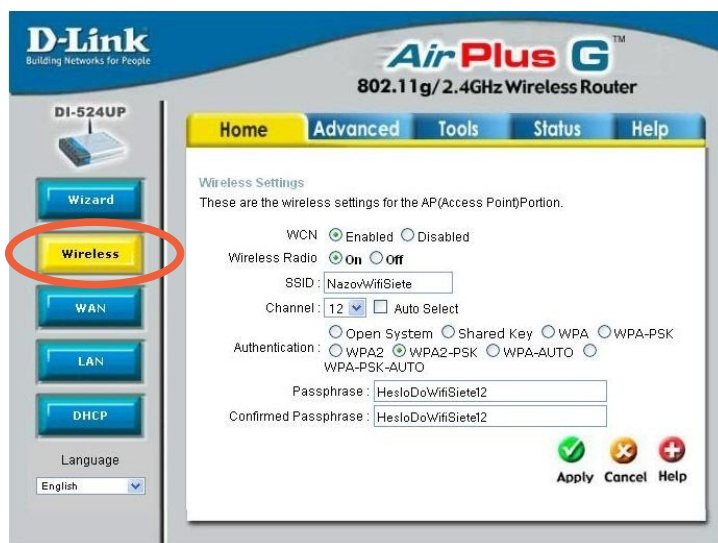 D-Link
Building Networks for People
Air Plus G™
802.11g/2.4GHz Wireless Router
DI-524UP
Home Advanced Tools Status Help
Wizard
Wireless
WAN
LAN
DHCP
Language
English
Wireless Settings
These are the wireless settings for the AP(Access Point)Portion.
WCN Enabled Disabled
Wireless Radio On Off
SSID : NazovWifiSiete
Channel : 12 Auto Select
Authentication : Open System Shared Key WPA WPA-PSK
WPA2 WPA2-PSK WPA-AUTO
WPA-PSK-AUTO
Passphrase : HesloDoWifiSiete12
Confirmed Passphrase : HesloDoWifiSiete12
Apply Cancel Help